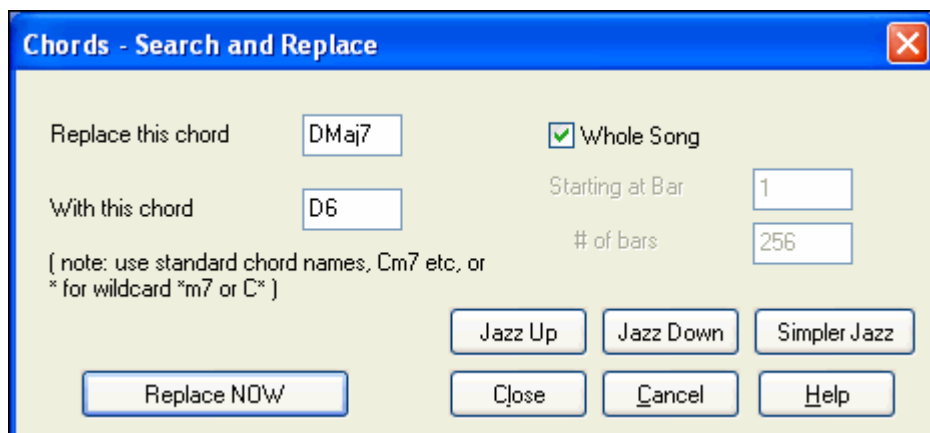 Chords - Search and Replace
Replace this chord DMaj7
Whole Song
With this chord D6
Starting at Bar 1
# of bars 256
( note: use standard chord names, Cm7 etc, or
* for wildcard *m7 or C* )
Jazz Up Jazz Down Simpler Jazz
Replace NOW Close Cancel Help